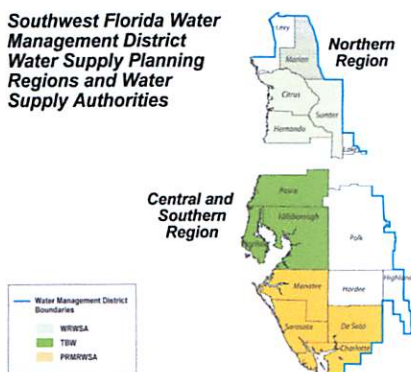 Southwest Florida Water
Management District
Water Supply Planning
Regions and Water
Supply Authorities
Northern
Region
Levy
Marion
Citrus
Sumter
Hernando
Lake
Central and
Southern
Region
Pasco
Hillsborough
Pinellas
Polk
Manatee
Hardee
Highlands
Sarasota
De Soto
Charlotte
Water Management District
Boundaries
WRWSA
TBW
PRMRWSA